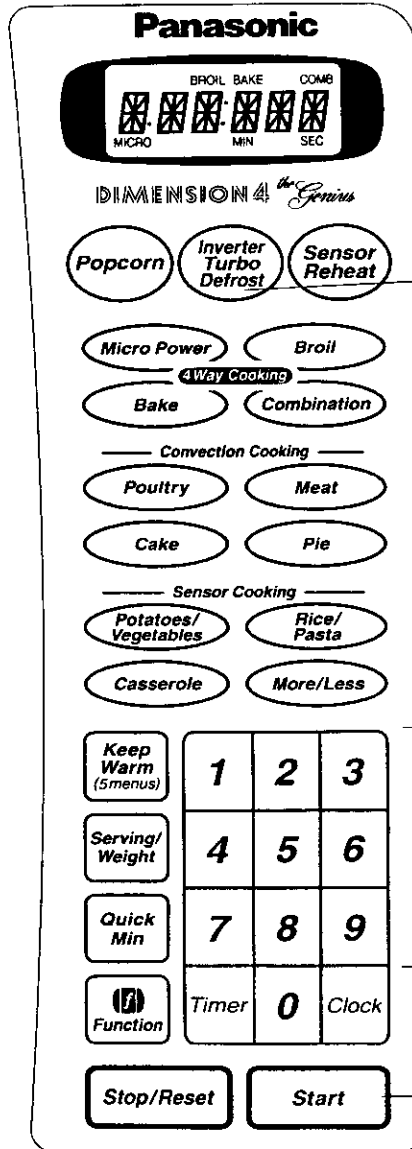 Panasonic
BROIL BAKE COMB
MICRO MIN SEC
DIMENSION 4 the Genius
Popcorn
Inverter
Turbo
Defrost
Sensor
Reheat
Micro Power Broil
4 Way Cooking
Bake Combination
Convection Cooking
Poultry Meat
Cake Pie
Sensor Cooking
Potatoes/
Vegetables
Rice/
Pasta
Casserole More/Less
Keep
Warm
(5 menus)
1 2 3
Serving/
Weight
4 5 6
Quick
Min
7 8 9
f
Function
Timer 0 Clock
Stop/Reset Start